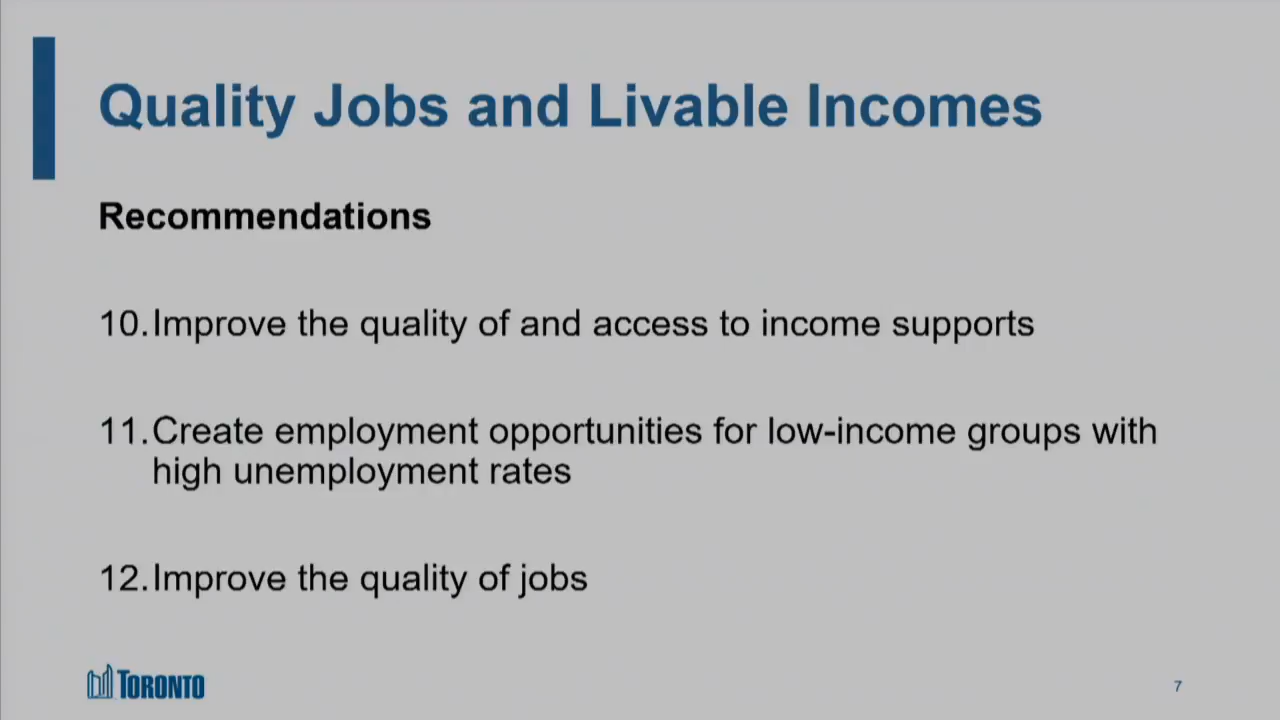 Quality Jobs and Livable Incomes
Recommendations
10. Improve the quality of and access to income supports
11. Create employment opportunities for low-income groups with
high unemployment rates
12. Improve the quality of jobs
TORONTO
7